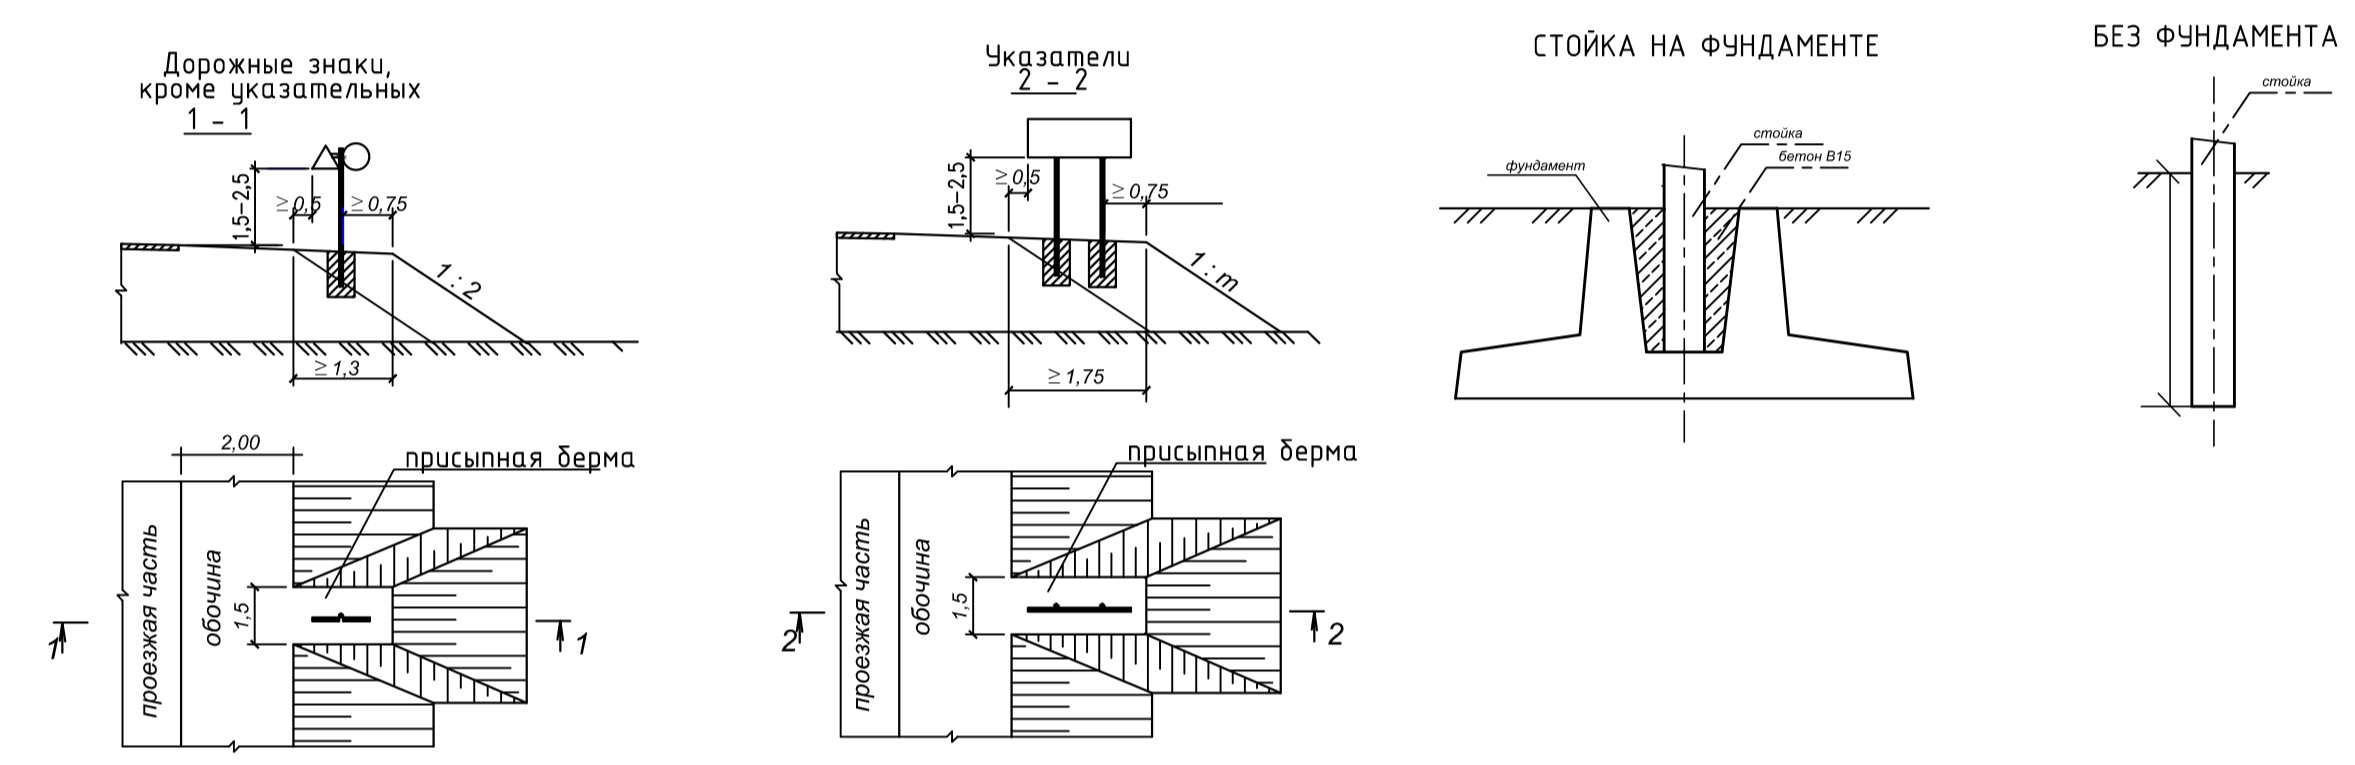 Дорожные знаки,
кроме указательных
1 - 1
1,5-2,5
≥0,5
≥0,75
1:2
≥1,3
2,00
присыпная берма
проезжая часть
обочина
1,5
1
1
Указатели
2 - 2
1,5-2,5
≥0,5
≥0,75
1:m
≥1,75
присыпная берма
проезжая часть
обочина
1,5
2
2
СТОЙКА НА ФУНДАМЕНТЕ
стойка
бетон В15
фундамент
БЕЗ ФУНДАМЕНТА
стойка